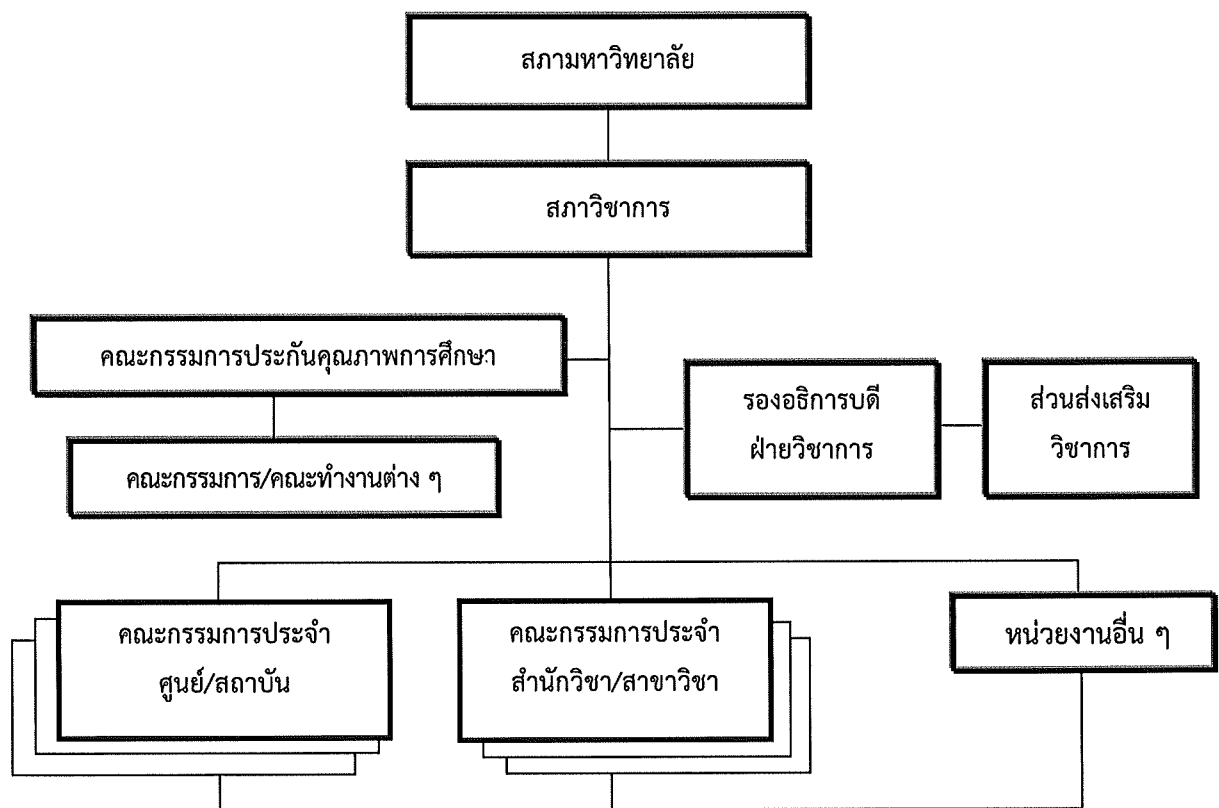 สภามหาวิทยาลัย
สภาวิชาการ
คณะกรรมการประกันคุณภาพการศึกษา
รองอธิการบดี
ฝ่ายวิชาการ
ส่วนส่งเสริม
วิชาการ
คณะกรรมการ/คณะทำงานต่าง ๆ
คณะกรรมการประจำ
ศูนย์/สถาบัน
คณะกรรมการประจำ
สำนักวิชา/สาขาวิชา
หน่วยงานอื่น ๆ